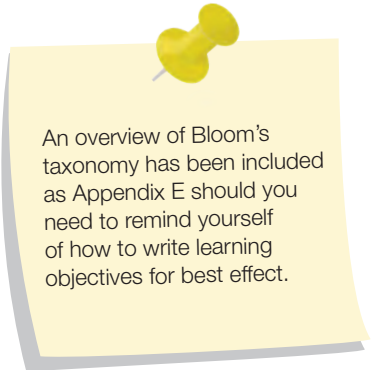 An overview of Bloom’s
taxonomy has been included
as Appendix E should you
need to remind yourself
of how to write learning
objectives for best effect.